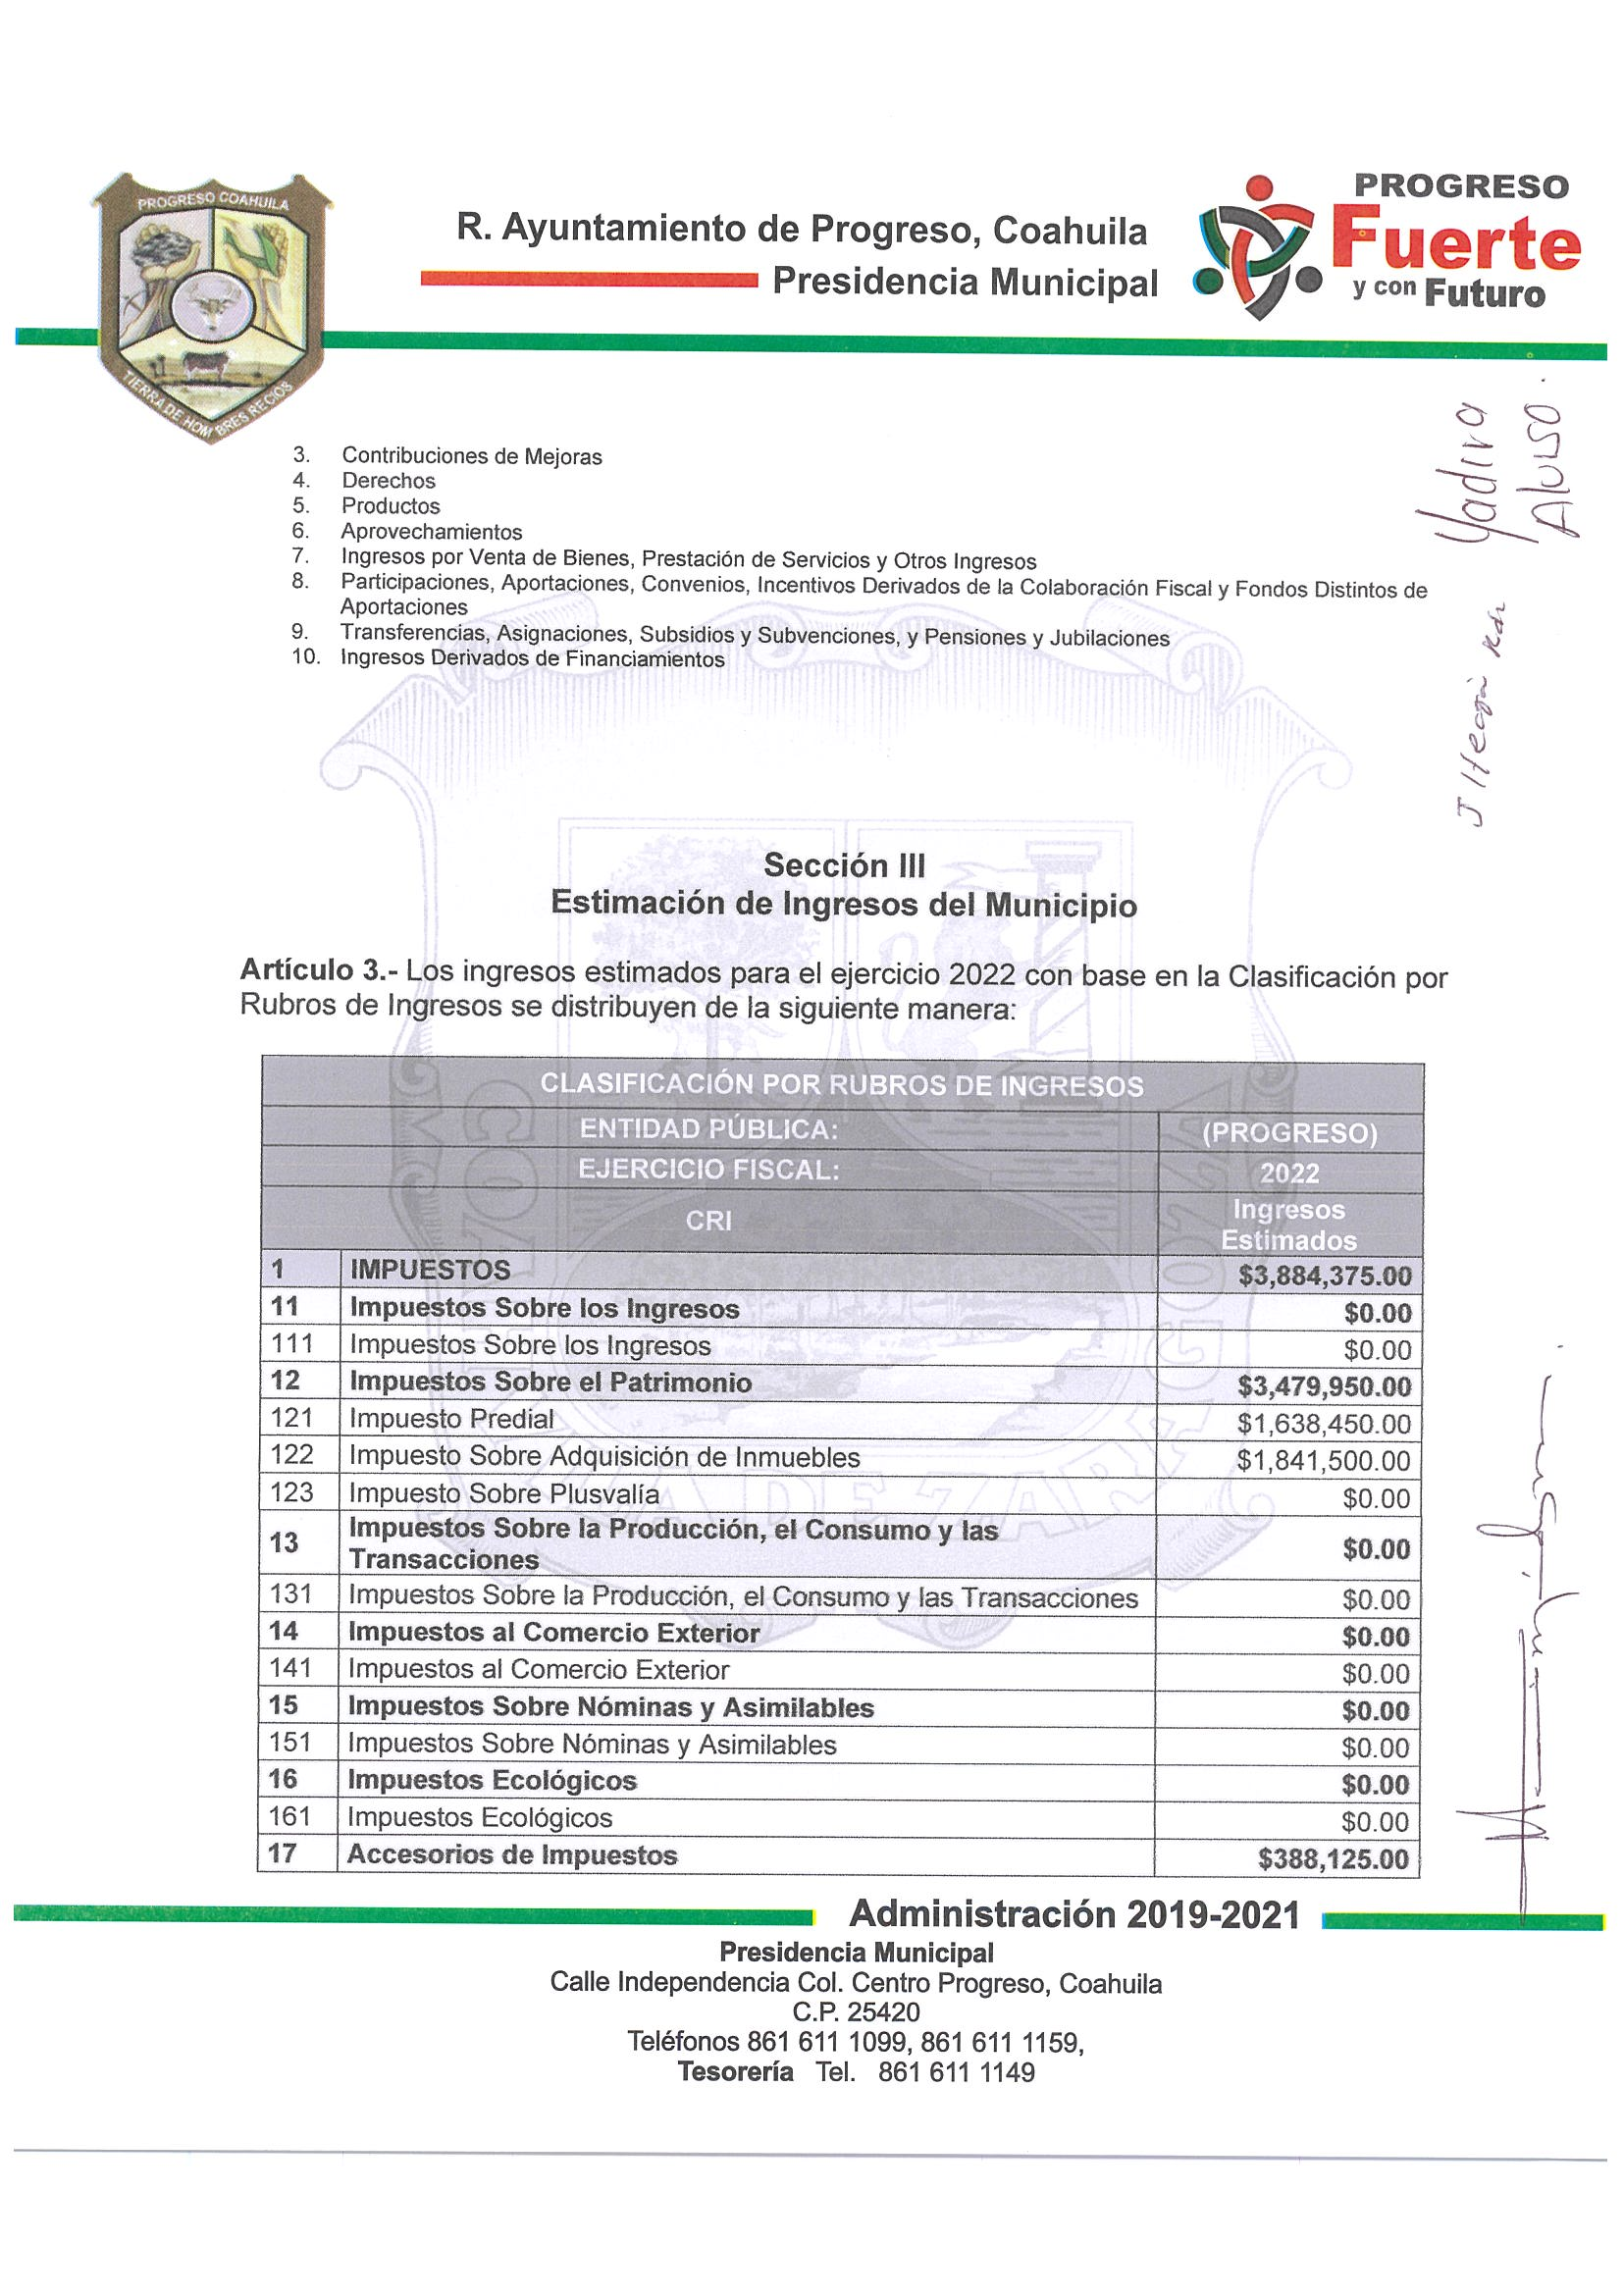 PROGRESO COAHUILA
TIERRA DE HOMBRES RECIOS
R. Ayuntamiento de Progreso, Coahuila
Presidencia Municipal
PROGRESO
Fuerte
y con Futuro
3. Contribuciones de Mejoras
4. Derechos
5. Productos
6. Aprovechamientos
7. Ingresos por Venta de Bienes, Prestación de Servicios y Otros Ingresos
8. Participaciones, Aportaciones, Convenios, Incentivos Derivados de la Colaboración Fiscal y Fondos Distintos de
Aportaciones
9. Transferencias, Asignaciones, Subsidios y Subvenciones, y Pensiones y Jubilaciones
10. Ingresos Derivados de Financiamientos
Yadira
Sección III
Estimación de Ingresos del Municipio
Artículo 3.- Los ingresos estimados para el ejercicio 2022 con base en la Clasificación por
Rubros de Ingresos se distribuyen de la siguiente manera:
CLASIFICACIÓN POR RUBROS DE INGRESOS
ENTIDAD PÚBLICA: (PROGRESO)
EJERCICIO FISCAL: 2022
CRI Ingresos
Estimados
1 IMPUESTOS $3,884,375.00
11 Impuestos Sobre los Ingresos $0.00
111 Impuestos Sobre los Ingresos $0.00
12 Impuestos Sobre el Patrimonio $3,479,950.00
121 Impuesto Predial $1,638,450.00
122 Impuesto Sobre Adquisición de Inmuebles $1,841,500.00
123 Impuesto Sobre Plusvalía $0.00
13 Impuestos Sobre la Producción, el Consumo y las
Transacciones $0.00
131 Impuestos Sobre la Producción, el Consumo y las Transacciones $0.00
14 Impuestos al Comercio Exterior $0.00
141 Impuestos al Comercio Exterior $0.00
15 Impuestos Sobre Nóminas y Asimilables $0.00
151 Impuestos Sobre Nóminas y Asimilables $0.00
16 Impuestos Ecológicos $0.00
161 Impuestos Ecológicos $0.00
17 Accesorios de Impuestos $388,125.00
Administración 2019-2021
Presidencia Municipal
Calle Independencia Col. Centro Progreso, Coahuila
C.P. 25420
Teléfonos 861 611 1099, 861 611 1159,
Tesorería Tel. 861 611 1149